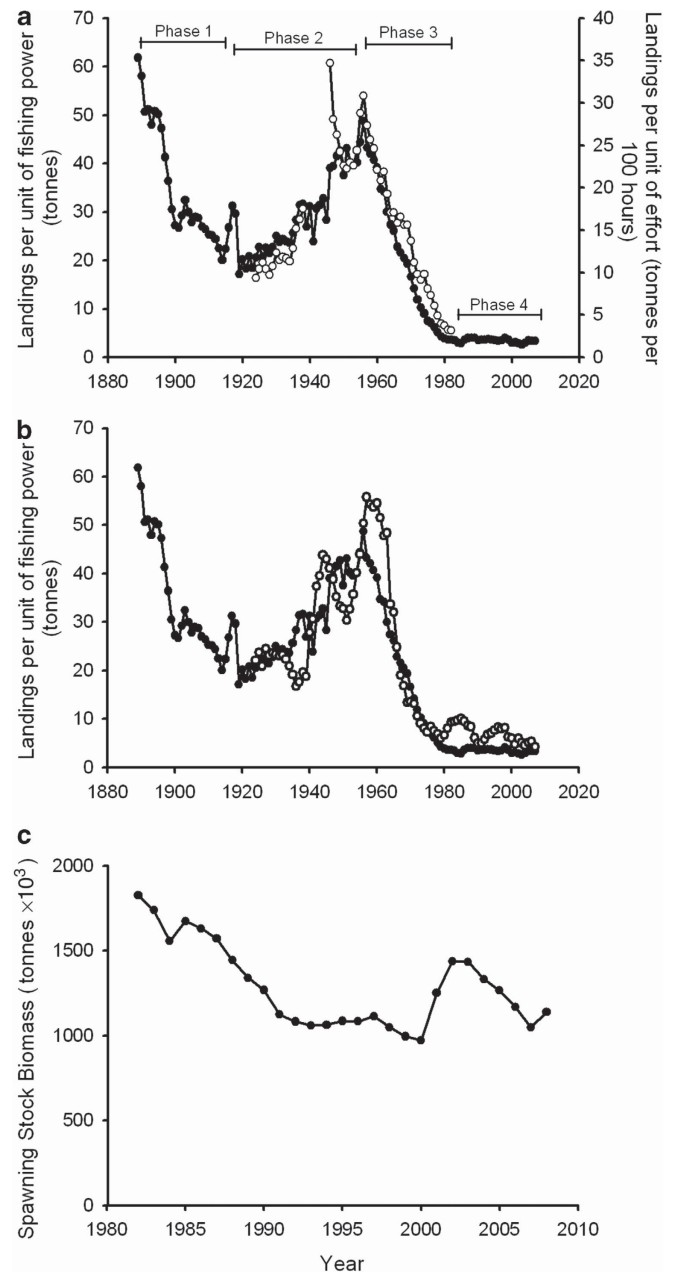 a
Landings per unit of fishing power
(tonnes)
70
60
50
40
30
20
10
0
Phase 1
Phase 2
Phase 3
Phase 4
40
35
30
25
20
15
10
5
0
Landings per unit of effort (tonnes per
100 hours)
1880 1900 1920 1940 1960 1980 2000 2020
b
Landings per unit of fishing power
(tonnes)
70
60
50
40
30
20
10
0
1880 1900 1920 1940 1960 1980 2000 2020
c
Spawning Stock Biomass ( tonnes ×10³ )
2000
1500
1000
500
0
1980 1985 1990 1995 2000 2005 2010
Year